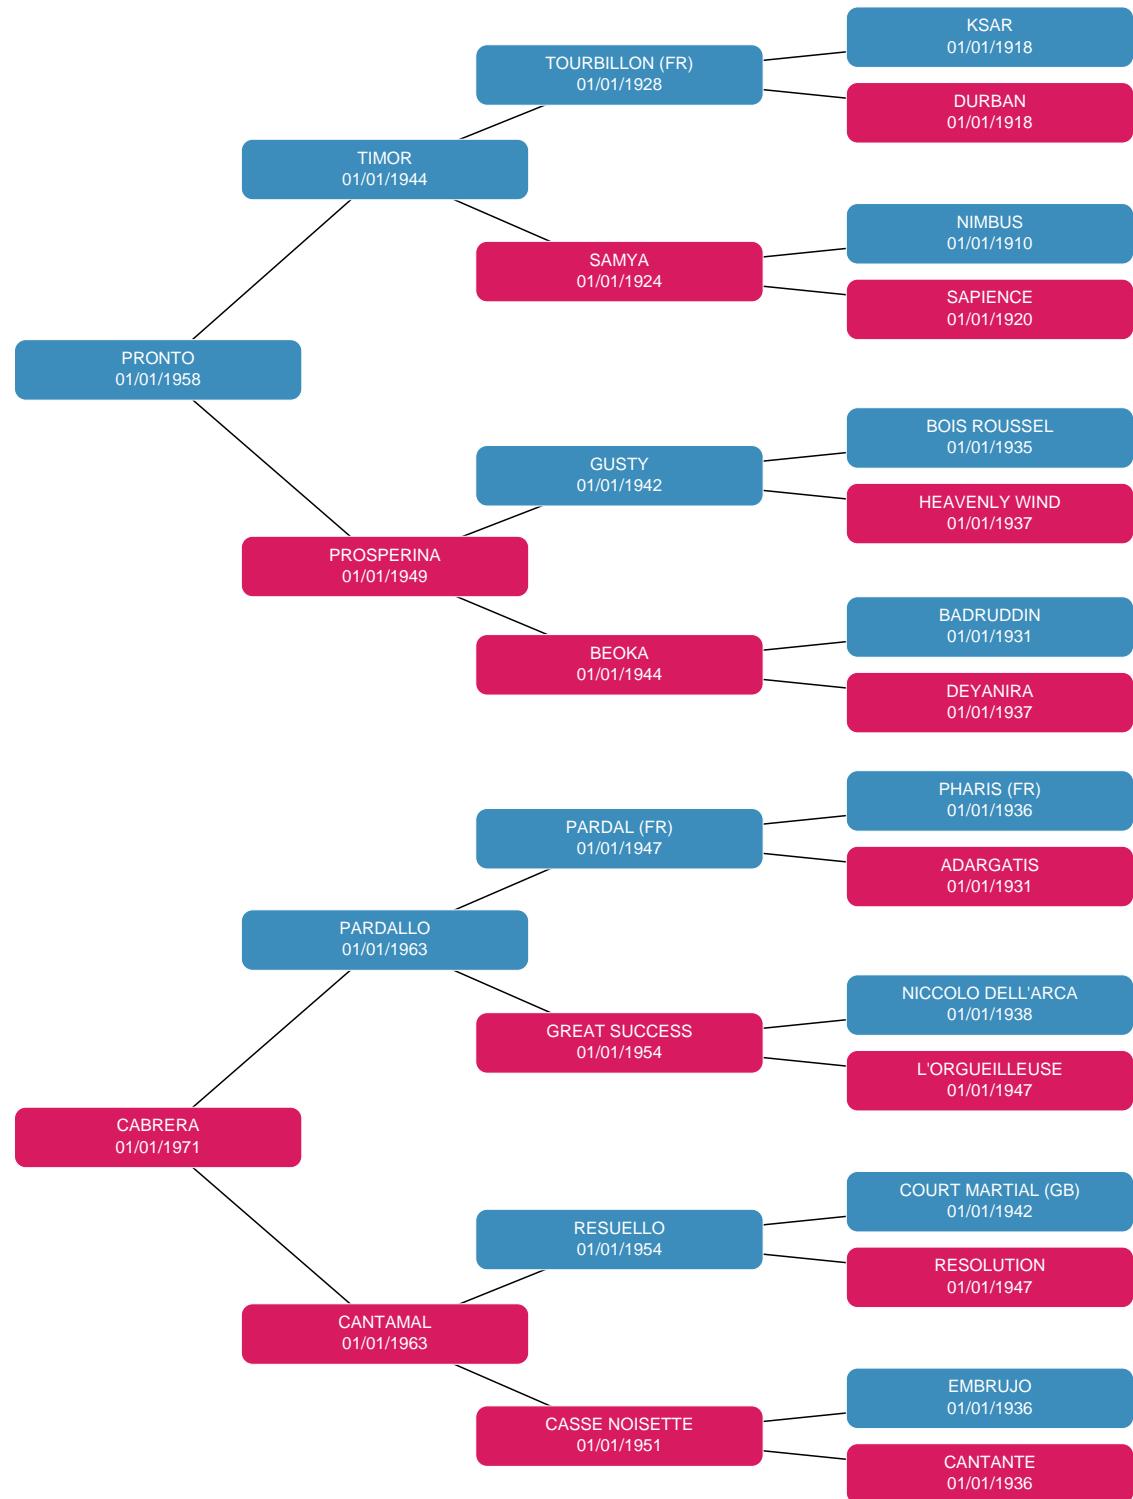 KSAR
01/01/1918
TOURBILLON (FR)
01/01/1928
DURBAN
01/01/1918
TIMOR
01/01/1944
NIMBUS
01/01/1910
SAMYA
01/01/1924
SAPIENCE
01/01/1920
PRONTO
01/01/1958
BOIS ROUSSEL
01/01/1935
GUSTY
01/01/1942
HEAVENLY WIND
01/01/1937
PROSPERINA
01/01/1949
BADRUDDIN
01/01/1931
BEOKA
01/01/1944
DEYANIRA
01/01/1937
PHARIS (FR)
01/01/1936
PARDAL (FR)
01/01/1947
ADARGATIS
01/01/1931
PARDALLO
01/01/1963
NICCOLO DELL'ARCA
01/01/1938
GREAT SUCCESS
01/01/1954
L'ORGUEILLEUSE
01/01/1947
CABRERA
01/01/1971
COURT MARTIAL (GB)
01/01/1942
RESUELLO
01/01/1954
RESOLUTION
01/01/1947
CANTAMAL
01/01/1963
EMBRUJO
01/01/1936
CASSE NOISETTE
01/01/1951
CANTANTE
01/01/1936